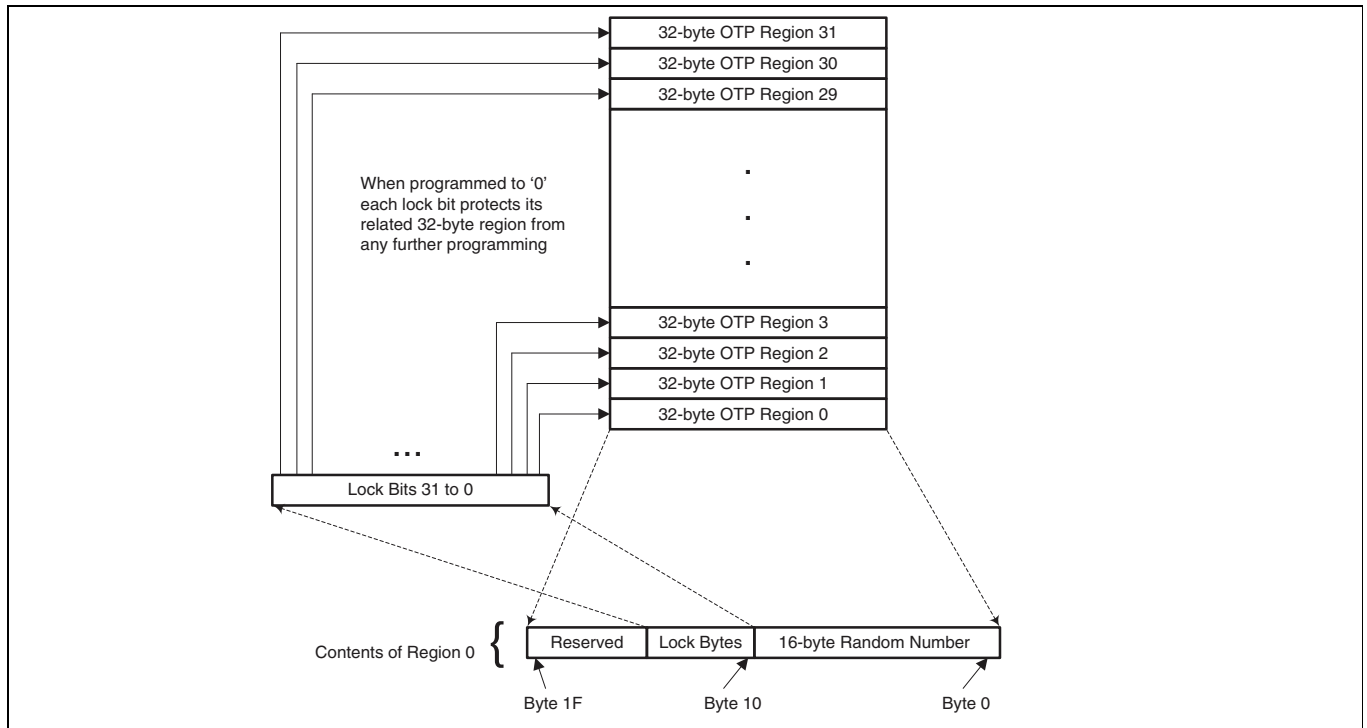 32-byte OTP Region 31
32-byte OTP Region 30
32-byte OTP Region 29
.
.
.
When programmed to ‘0’
each lock bit protects its
related 32-byte region from
any further programming
32-byte OTP Region 3
32-byte OTP Region 2
32-byte OTP Region 1
32-byte OTP Region 0
...
Lock Bits 31 to 0
Contents of Region 0 {
Reserved
Lock Bytes
16-byte Random Number
Byte 1F
Byte 10
Byte 0